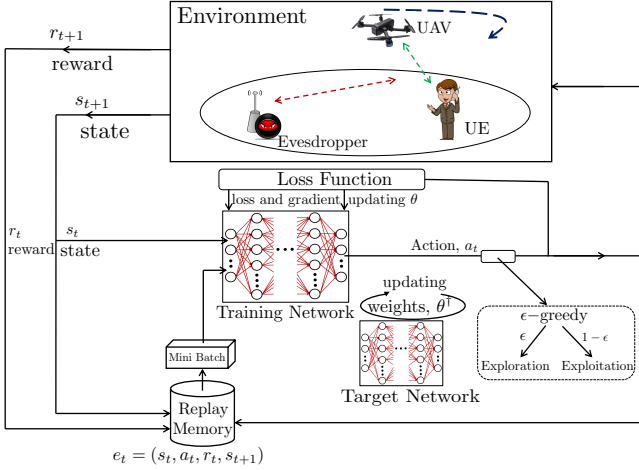 Environment
UAV
UE
Evesdropper
r_{t+1}
reward
s_{t+1}
state
Loss Function
loss and gradient, updating θ
r_t
reward
s_t
state
Training Network
Action, a_t
updating
weights, θ^†
Target Network
ϵ−greedy
ϵ
1 − ϵ
Exploration
Exploitation
Mini Batch
Replay
Memory
e_t = (s_t, a_t, r_t, s_{t+1})